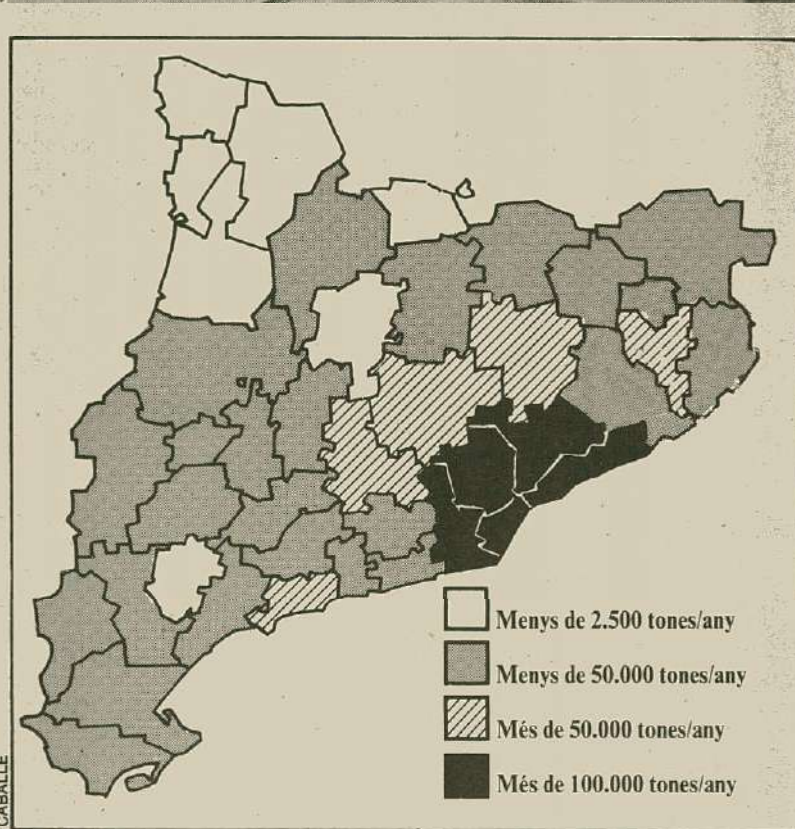 Menys de 2.500 tones/any
Menys de 50.000 tones/any
Més de 50.000 tones/any
Més de 100.000 tones/any
CABALLE